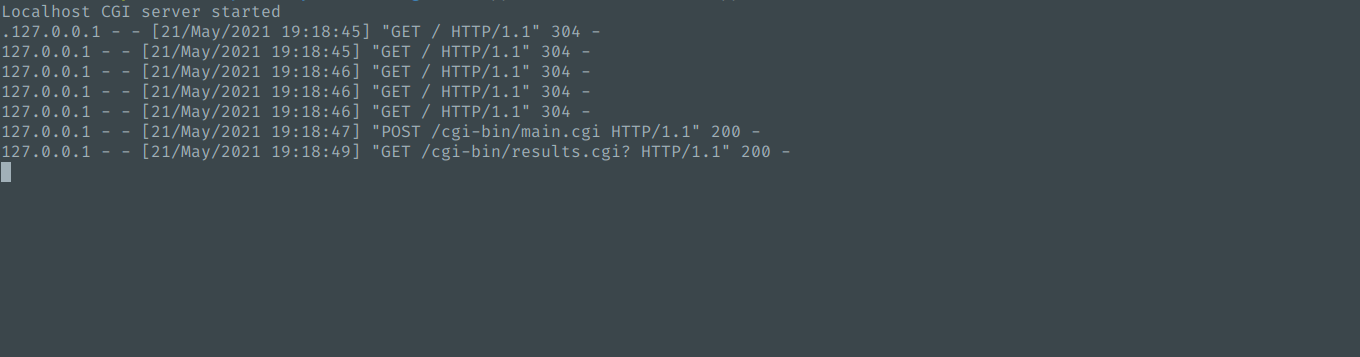 Localhost CGI server started
.127.0.0.1 - - [21/May/2021 19:18:45] "GET / HTTP/1.1" 304 -
127.0.0.1 - - [21/May/2021 19:18:45] "GET / HTTP/1.1" 304 -
127.0.0.1 - - [21/May/2021 19:18:46] "GET / HTTP/1.1" 304 -
127.0.0.1 - - [21/May/2021 19:18:46] "GET / HTTP/1.1" 304 -
127.0.0.1 - - [21/May/2021 19:18:46] "GET / HTTP/1.1" 304 -
127.0.0.1 - - [21/May/2021 19:18:47] "POST /cgi-bin/main.cgi HTTP/1.1" 200 -
127.0.0.1 - - [21/May/2021 19:18:49] "GET /cgi-bin/results.cgi? HTTP/1.1" 200 -